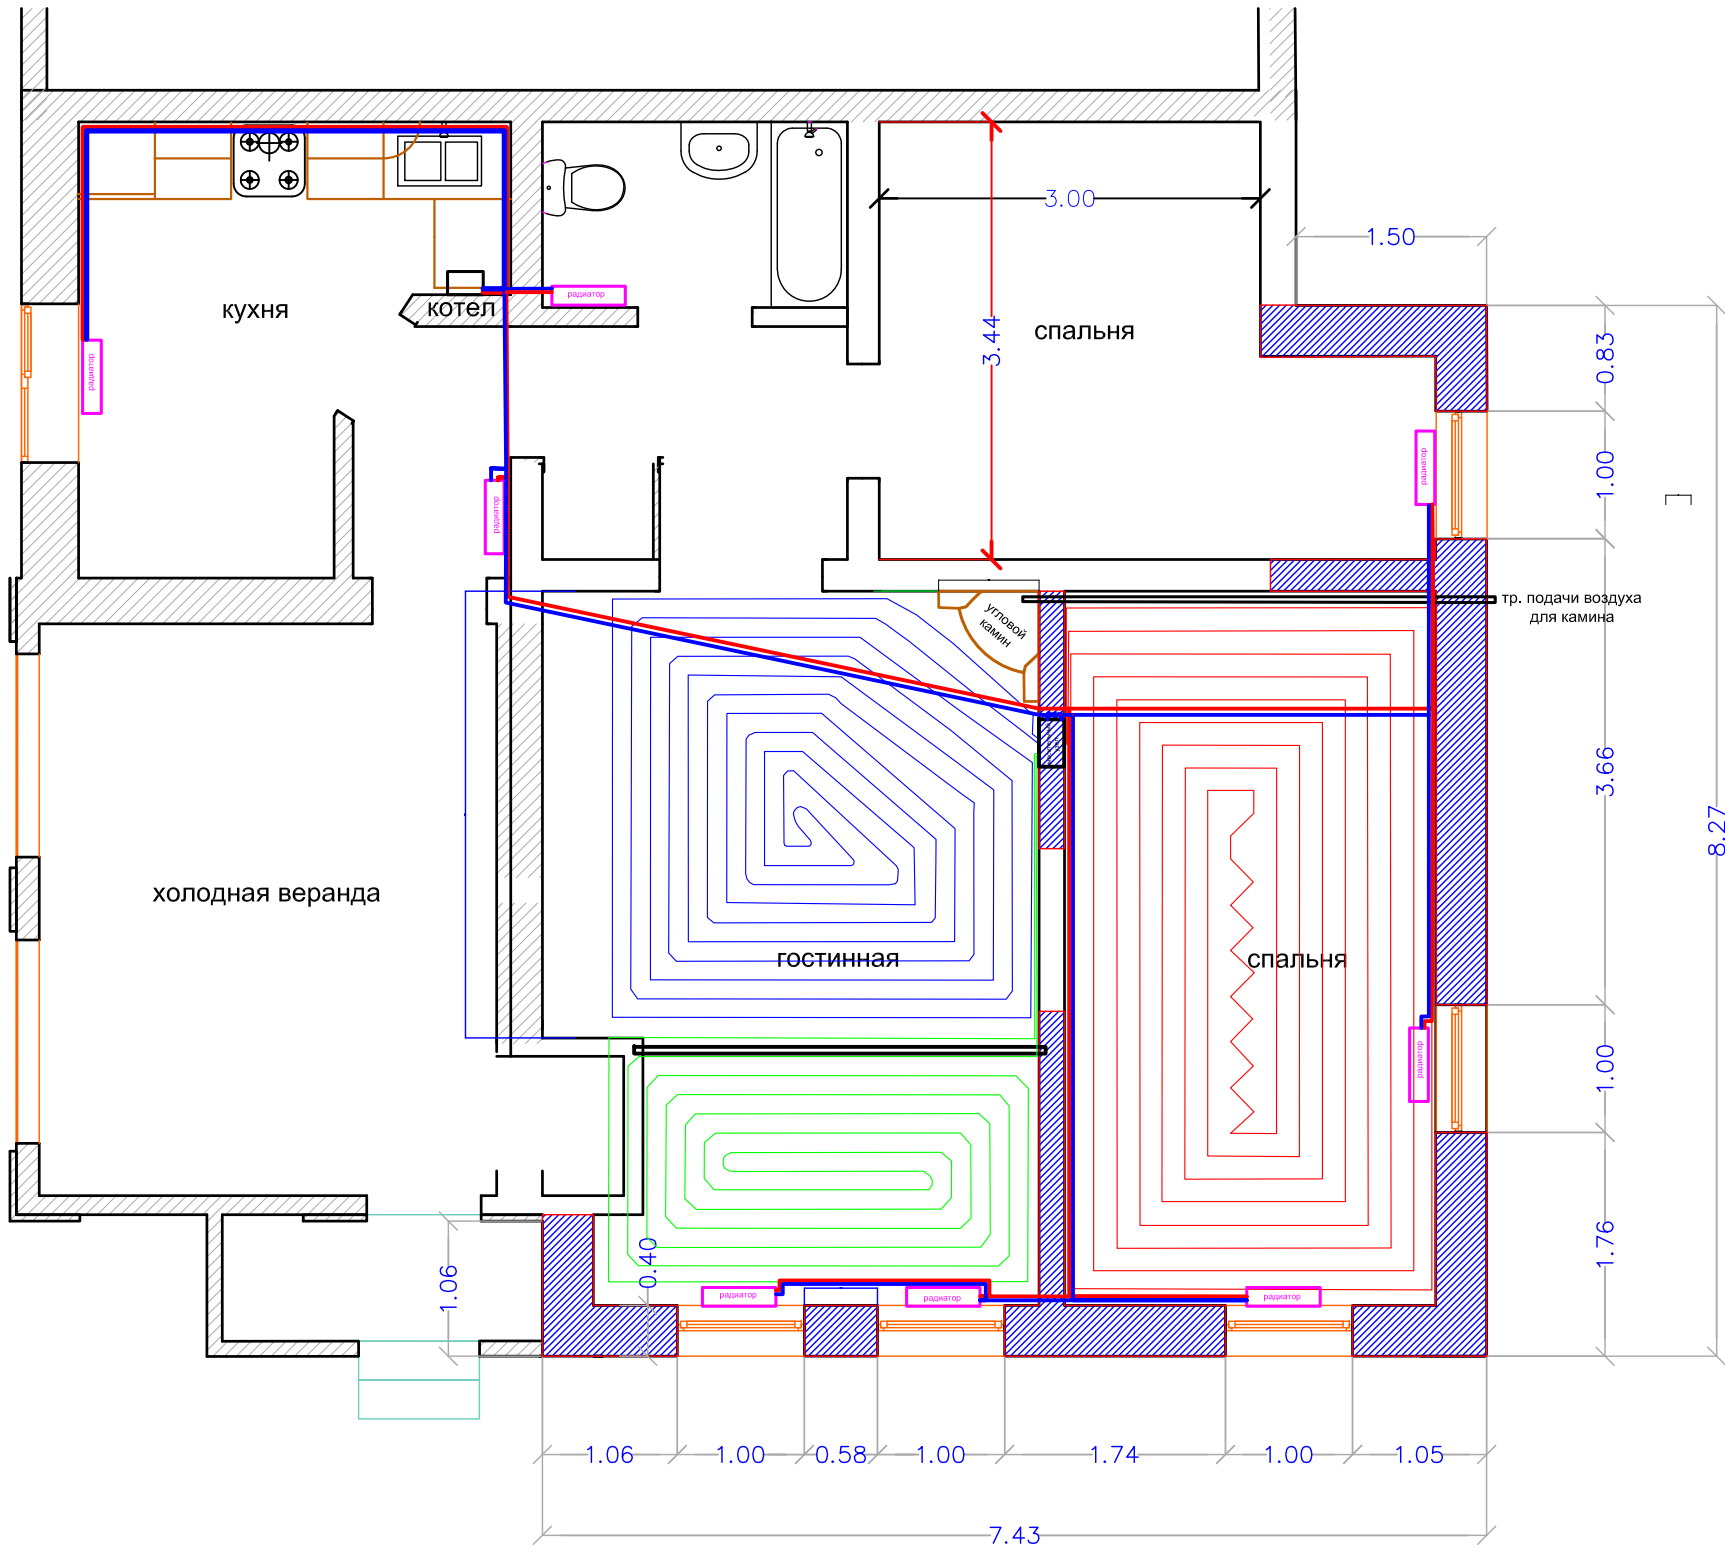 3.00
1.50
радиатор
кухня
котел
спальня
3.44
0.83
радиатор
1.00
радиатор
радиатор
угловой
камин
тр. подачи воздуха
для камина
3.66
8.27
холодная веранда
гостинная
спальня
радиатор
1.00
1.76
0.40
1.06
радиатор
радиатор
радиатор
1.06
1.00
0.58
1.00
1.74
1.00
1.05
7.43